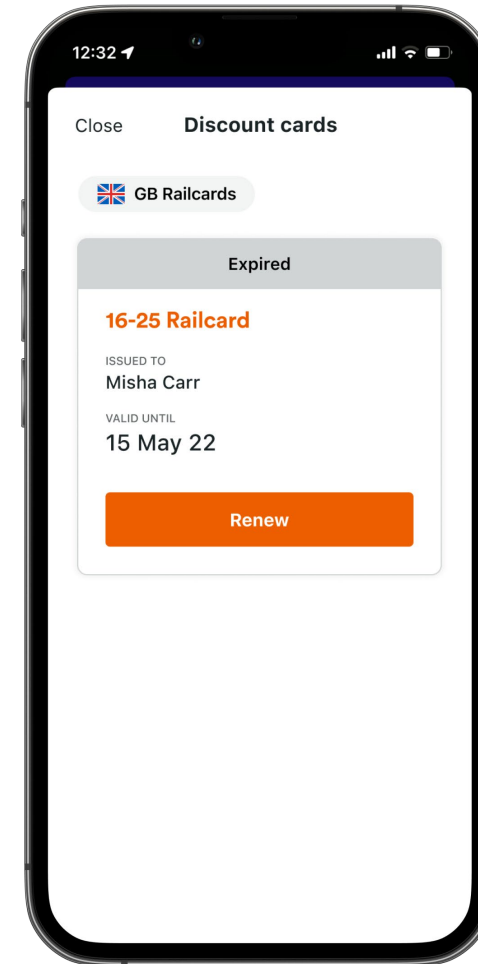 12:32
Close
Discount cards
GB Railcards
Expired
16-25 Railcard
ISSUED TO
Misha Carr
VALID UNTIL
15 May 22
Renew